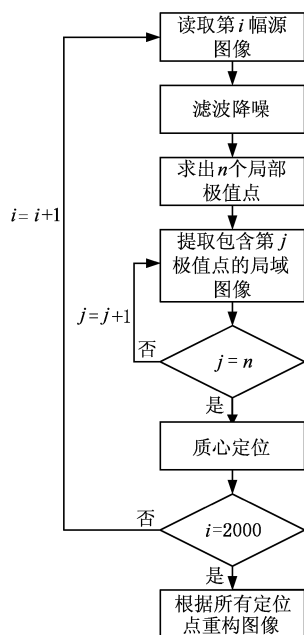 读取第i幅源
图像
滤波降噪
求出n个局部
极值点
i=i+1
提取包含第j
极值点的局域
图像
j=j+1
否
j=n
是
质心定位
否
i=2000
是
根据所有定位
点重构图像